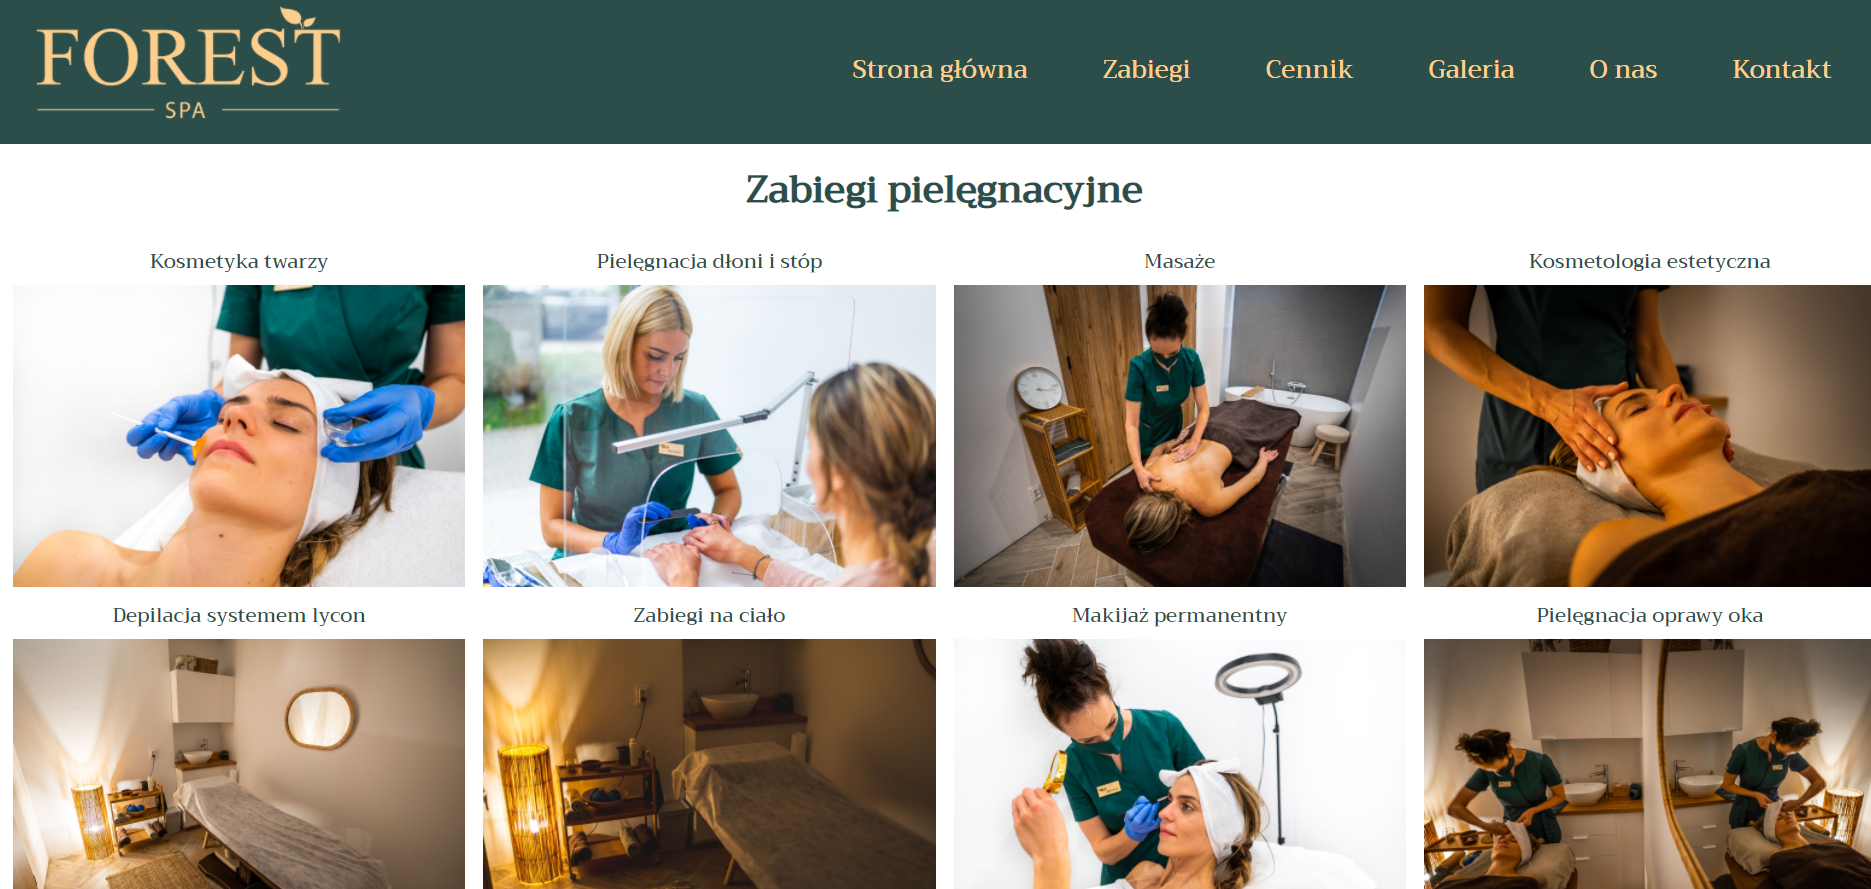 FOREST
SPA
Strona główna
Zabiegi
Cennik
Galeria
O nas
Kontakt
Zabiegi pielęgnacyjne
Kosmetyka twarzy
Pielęgnacja dłoni i stóp
Masaże
Kosmetologia estetyczna
Depilacja systemem lycon
Zabiegi na ciało
Makijaż permanentny
Pielęgnacja oprawy oka